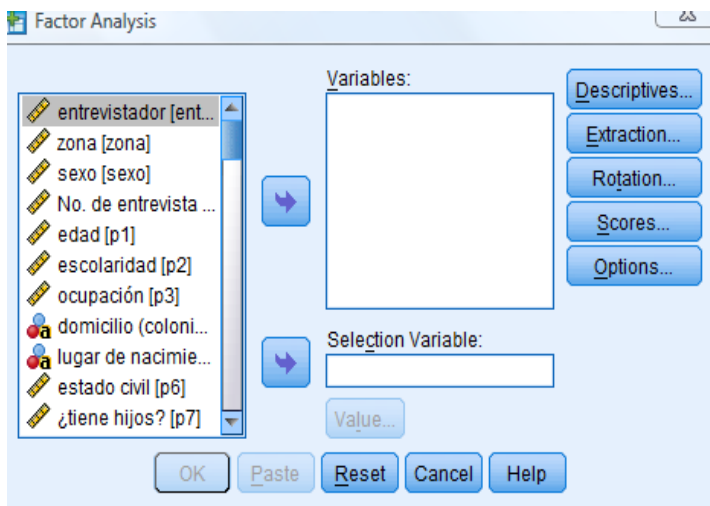 Factor Analysis
Variables:
entrevistador [ent...
zona [zona]
sexo [sexo]
No. de entrevista ...
edad [p1]
escolaridad [p2]
ocupación [p3]
domicilio (coloni...
lugar de nacimie...
estado civil [p6]
¿tiene hijos? [p7]
Descriptives...
Extraction...
Rotation...
Scores...
Options...
Selection Variable:
Value...
OK Paste Reset Cancel Help